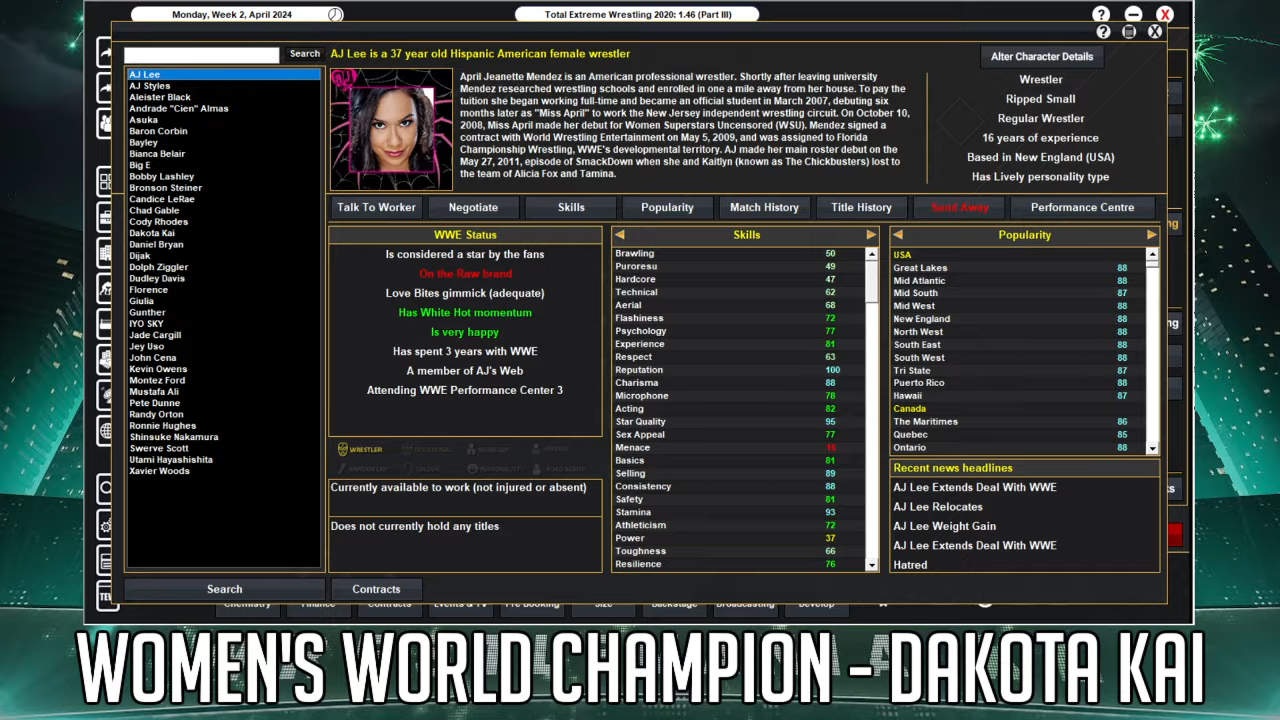 Monday, Week 2, April 2024
Total Extreme Wrestling 2020: 1.46 (Part III)
Search
AJ Lee is a 37 year old Hispanic American female wrestler
Alter Character Details
AJ Lee
AJ Styles
Aleister Black
Andrade "Cien" Almas
Asuka
Baron Corbin
Bayley
Bianca Belair
Big E
Bobby Lashley
Bronson Steiner
Candice LeRae
Chad Gable
Cody Rhodes
Dakota Kai
Daniel Bryan
Dijak
Dolph Ziggler
Dudley Davis
Florence
Giulia
Gunther
IYO SKY
Jade Cargill
Jey Uso
John Cena
Kevin Owens
Montez Ford
Mustafa Ali
Pete Dunne
Randy Orton
Ronnie Hughes
Shinsuke Nakamura
Swerve Scott
Utami Hayashishita
Xavier Woods
April Jeanette Mendez is an American professional wrestler. Shortly after leaving university
Mendez researched wrestling schools and enrolled in one a mile away from her house. To pay the
tuition she began working full-time and became an official student in March 2007, debuting six
months later as "Miss April" to work the New Jersey independent wrestling circuit. On October 10,
2008, Miss April made her debut for Women Superstars Uncensored (WSU). Mendez signed a
contract with World Wrestling Entertainment on May 5, 2009, and was assigned to Florida
Championship Wrestling, WWE's developmental territory. AJ made her main roster debut on the
May 27, 2011, episode of SmackDown when she and Kaitlyn (known as The Chickbusters) lost to
the team of Alicia Fox and Tamina.
Wrestler
Ripped Small
Regular Wrestler
16 years of experience
Based in New England (USA)
Has Lively personality type
Talk To Worker
Negotiate
Skills
Popularity
Match History
Title History
Send Away
Performance Centre
WWE Status
Is considered a star by the fans
On the Raw brand
Love Bites gimmick (adequate)
Has White Hot momentum
Is very happy
Has spent 3 years with WWE
A member of AJ's Web
Attending WWE Performance Center 3
WRESTLER
Currently available to work (not injured or absent)
Does not currently hold any titles
Skills
Brawling 50
Puroresu 49
Hardcore 47
Technical 62
Aerial 68
Flashiness 72
Psychology 77
Experience 81
Respect 63
Reputation 100
Charisma 88
Microphone 78
Acting 82
Star Quality 95
Sex Appeal 77
Menace 15
Basics 81
Selling 89
Consistency 88
Safety 81
Stamina 93
Athleticism 72
Power 37
Toughness 66
Resilience 76
Popularity
USA
Great Lakes 88
Mid Atlantic 88
Mid South 87
Mid West 88
New England 88
North West 88
South East 88
South West 88
Tri State 87
Puerto Rico 88
Hawaii 87
Canada
The Maritimes 86
Quebec 85
Ontario 88
Recent news headlines
AJ Lee Extends Deal With WWE
AJ Lee Relocates
AJ Lee Weight Gain
AJ Lee Extends Deal With WWE
Hatred
Search
Contracts
WOMEN'S WORLD CHAMPION - DAKOTA KAI